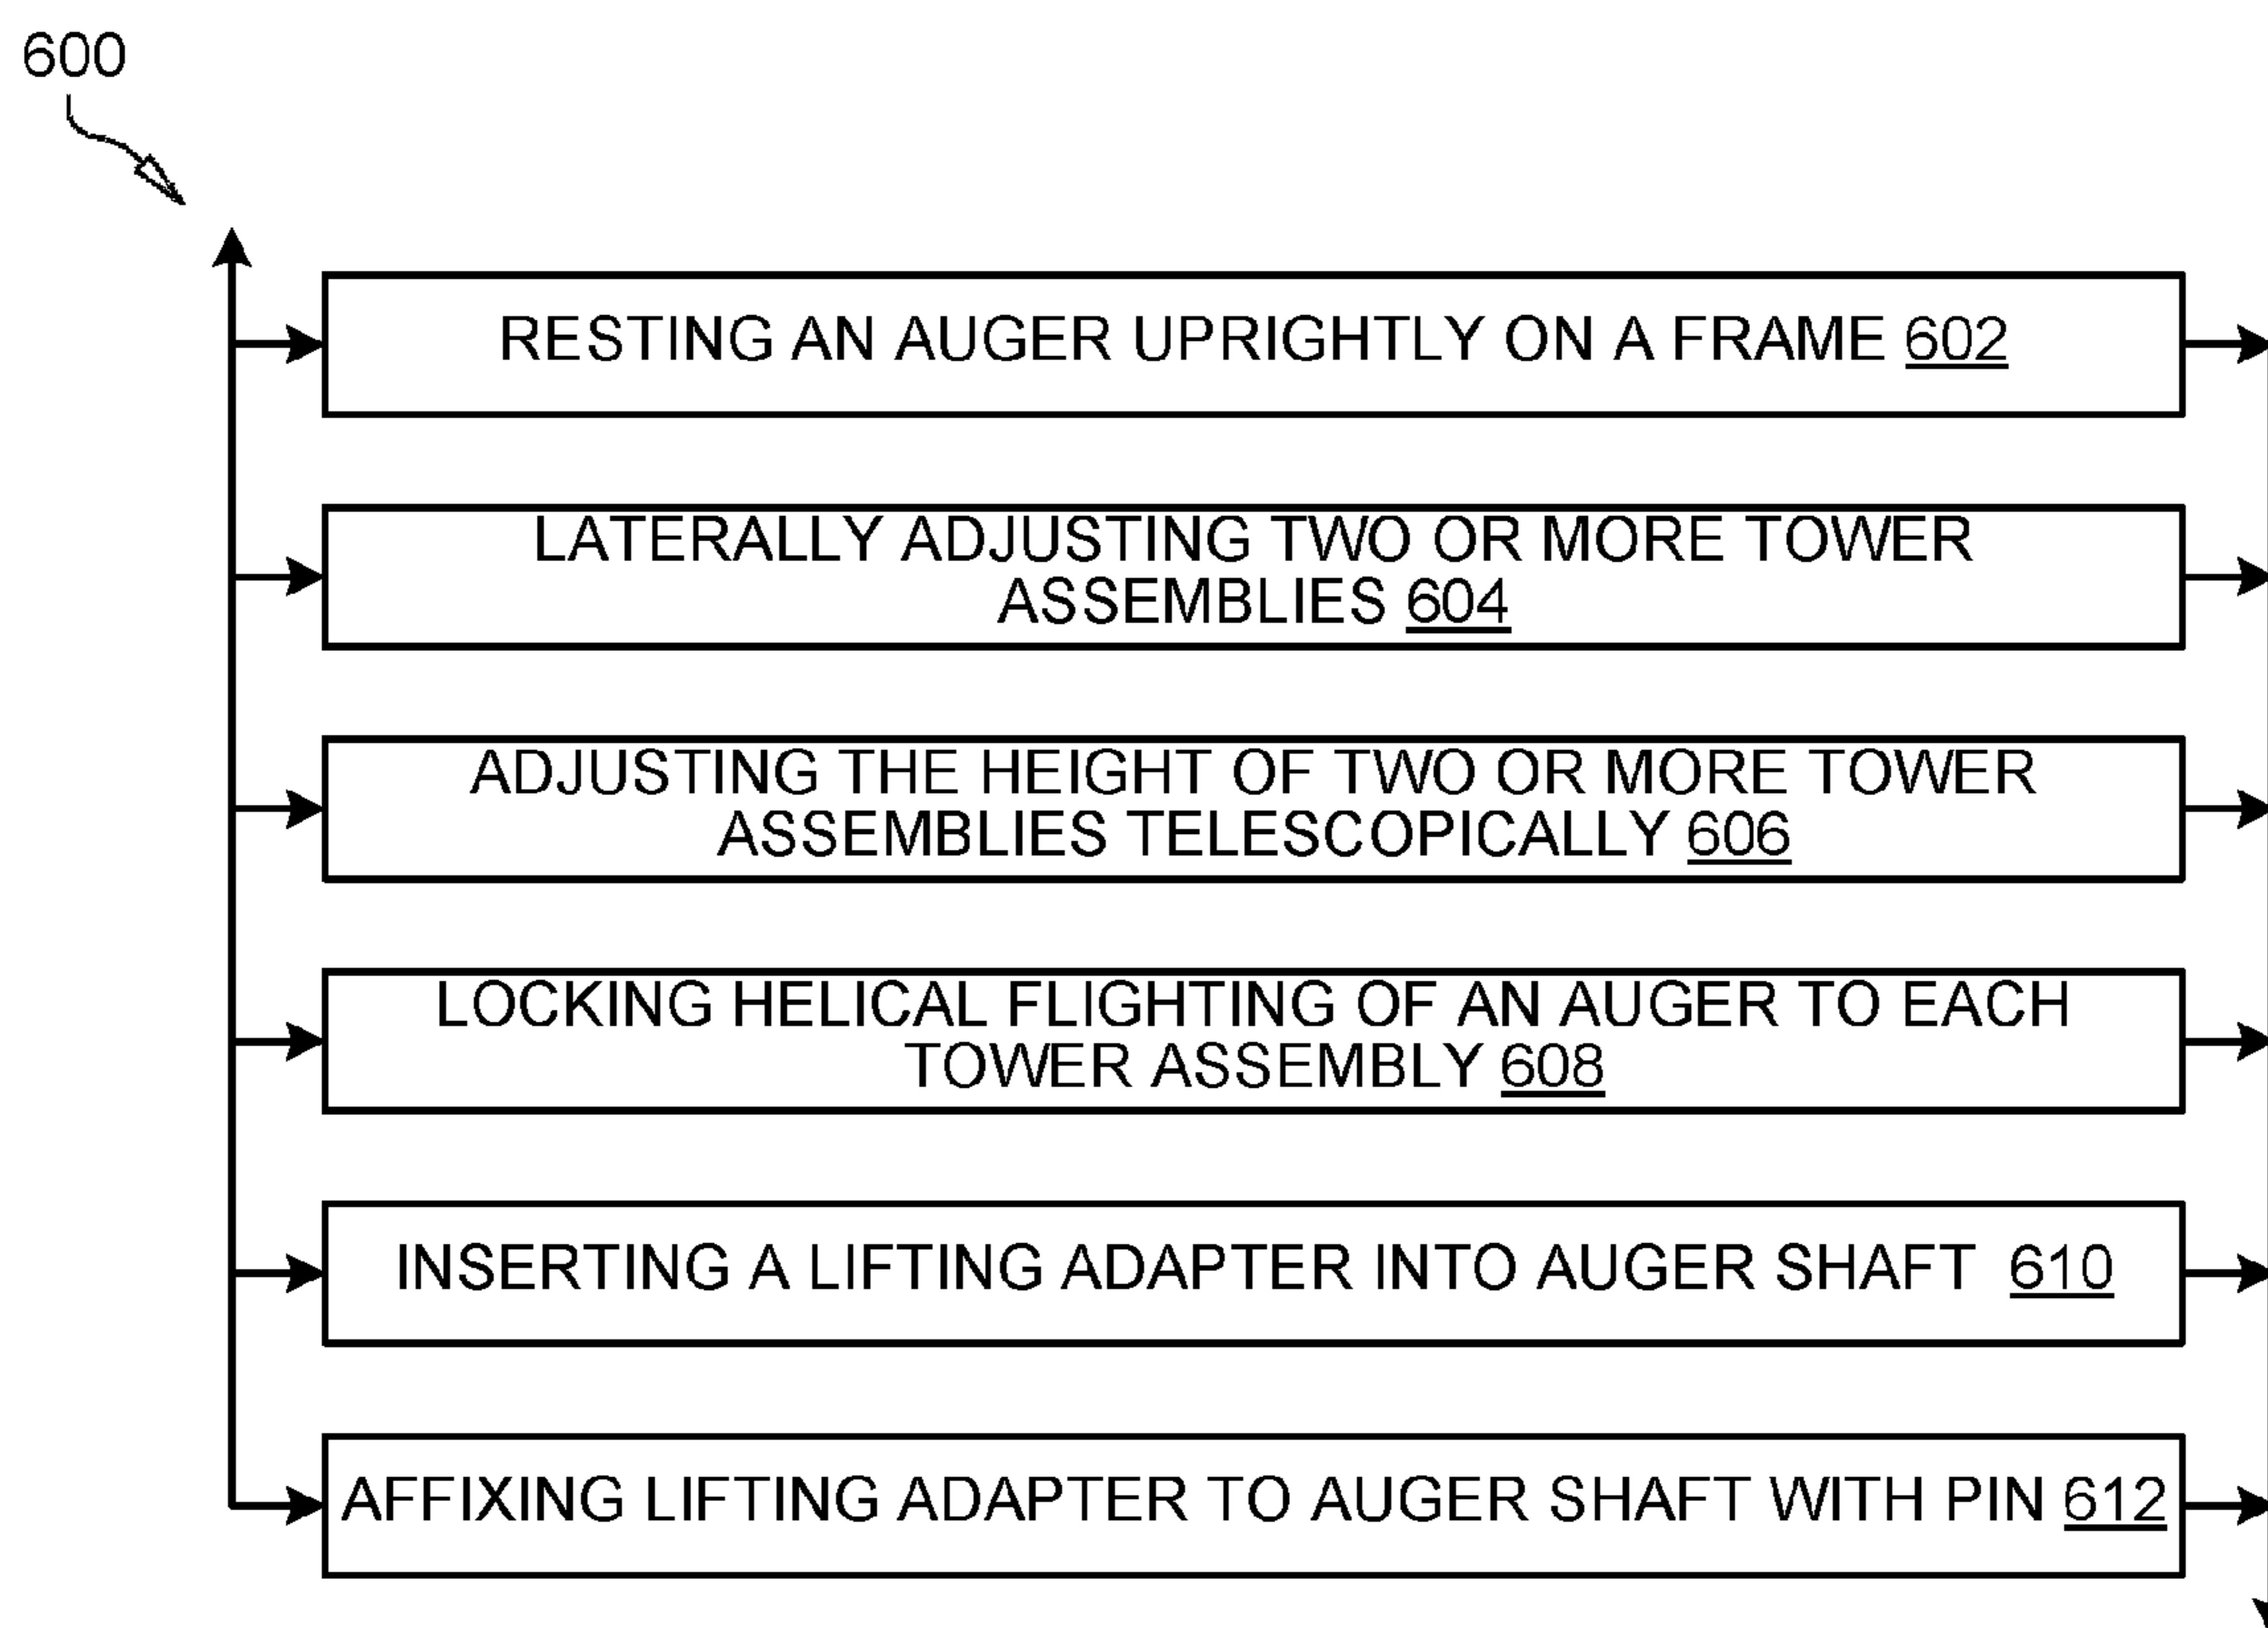 600
RESTING AN AUGER UPRIGHTLY ON A FRAME 602
LATERALLY ADJUSTING TWO OR MORE TOWER
ASSEMBLIES 604
ADJUSTING THE HEIGHT OF TWO OR MORE TOWER
ASSEMBLIES TELESCOPICALLY 606
LOCKING HELICAL FLIGHTING OF AN AUGER TO EACH
TOWER ASSEMBLY 608
INSERTING A LIFTING ADAPTER INTO AUGER SHAFT 610
AFFIXING LIFTING ADAPTER TO AUGER SHAFT WITH PIN 612